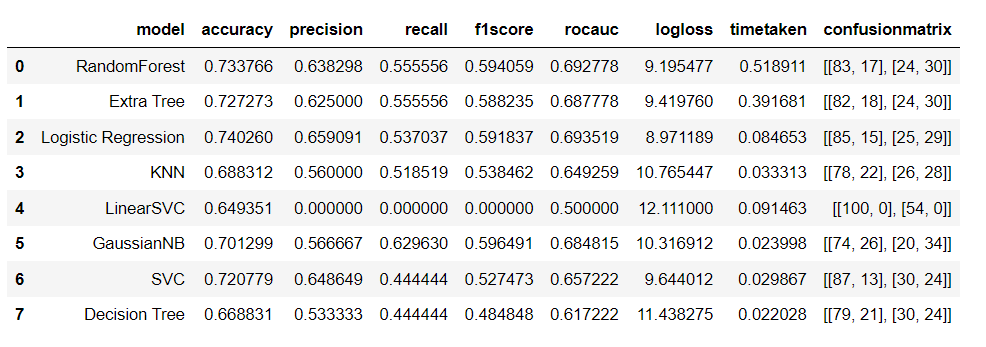 model accuracy precision recall f1score rocauc logloss timetaken confusionmatrix
0 RandomForest 0.733766 0.638298 0.555556 0.594059 0.692778 9.195477 0.518911 [[83, 17], [24, 30]]
1 Extra Tree 0.727273 0.625000 0.555556 0.588235 0.687778 9.419760 0.391681 [[82, 18], [24, 30]]
2 Logistic Regression 0.740260 0.659091 0.537037 0.591837 0.693519 8.971189 0.084653 [[85, 15], [25, 29]]
3 KNN 0.688312 0.560000 0.518519 0.538462 0.649259 10.765447 0.033313 [[78, 22], [26, 28]]
4 LinearSVC 0.649351 0.000000 0.000000 0.000000 0.500000 12.111000 0.091463 [[100, 0], [54, 0]]
5 GaussianNB 0.701299 0.566667 0.629630 0.596491 0.684815 10.316912 0.023998 [[74, 26], [20, 34]]
6 SVC 0.720779 0.648649 0.444444 0.527473 0.657222 9.644012 0.029867 [[87, 13], [30, 24]]
7 Decision Tree 0.668831 0.533333 0.444444 0.484848 0.617222 11.438275 0.022028 [[79, 21], [30, 24]]